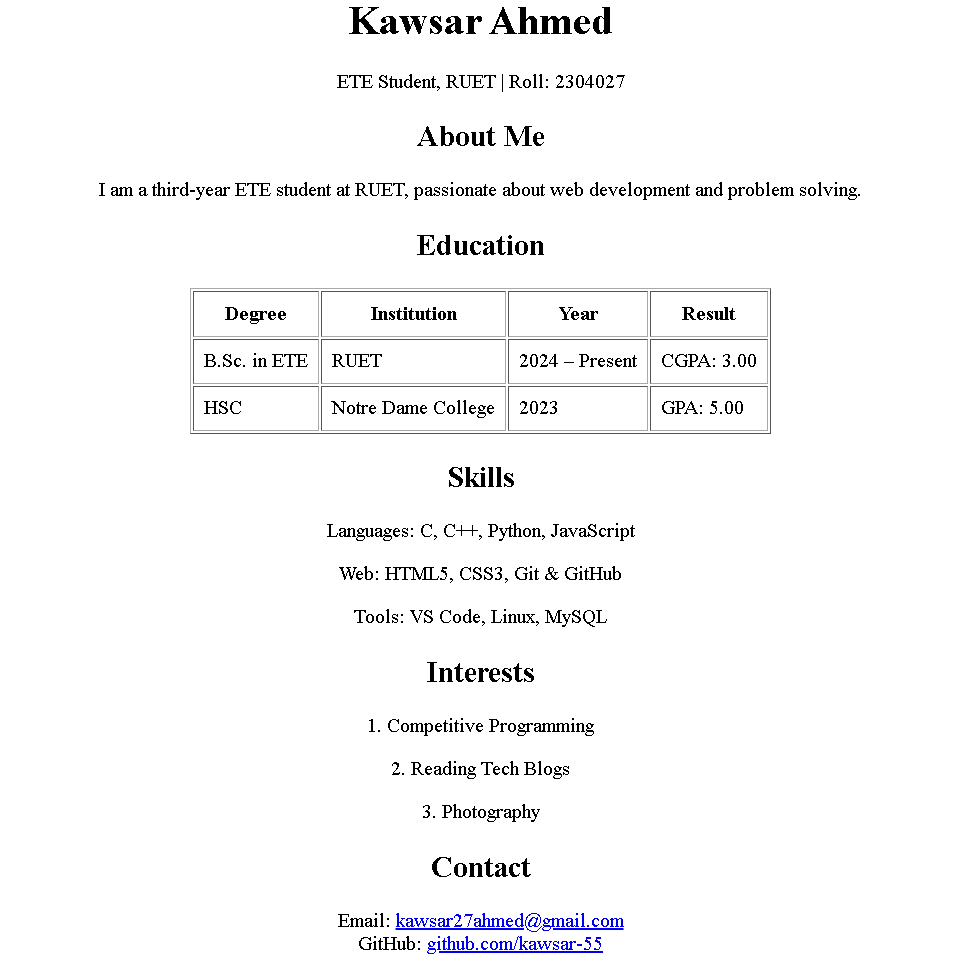 Kawsar Ahmed
ETE Student, RUET | Roll: 2304027
About Me
I am a third-year ETE student at RUET, passionate about web development and problem solving.
Education
Degree Institution Year Result
B.Sc. in ETE RUET 2024 – Present CGPA: 3.00
HSC Notre Dame College 2023 GPA: 5.00
Skills
Languages: C, C++, Python, JavaScript
Web: HTML5, CSS3, Git & GitHub
Tools: VS Code, Linux, MySQL
Interests
1. Competitive Programming
2. Reading Tech Blogs
3. Photography
Contact
Email: kawsar27ahmed@gmail.com
GitHub: github.com/kawsar-55